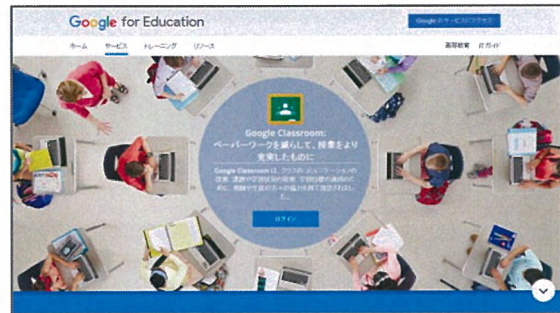 Google for Education
Google のサービスにアクセス
ホーム サービス トレーニング リソース
高等教育 IT ガイド
Google Classroom:
ペーパーワークを減らして、授業をより
充実したものに
Google Classroom は、クラスのコミュニケーションの
ログイン